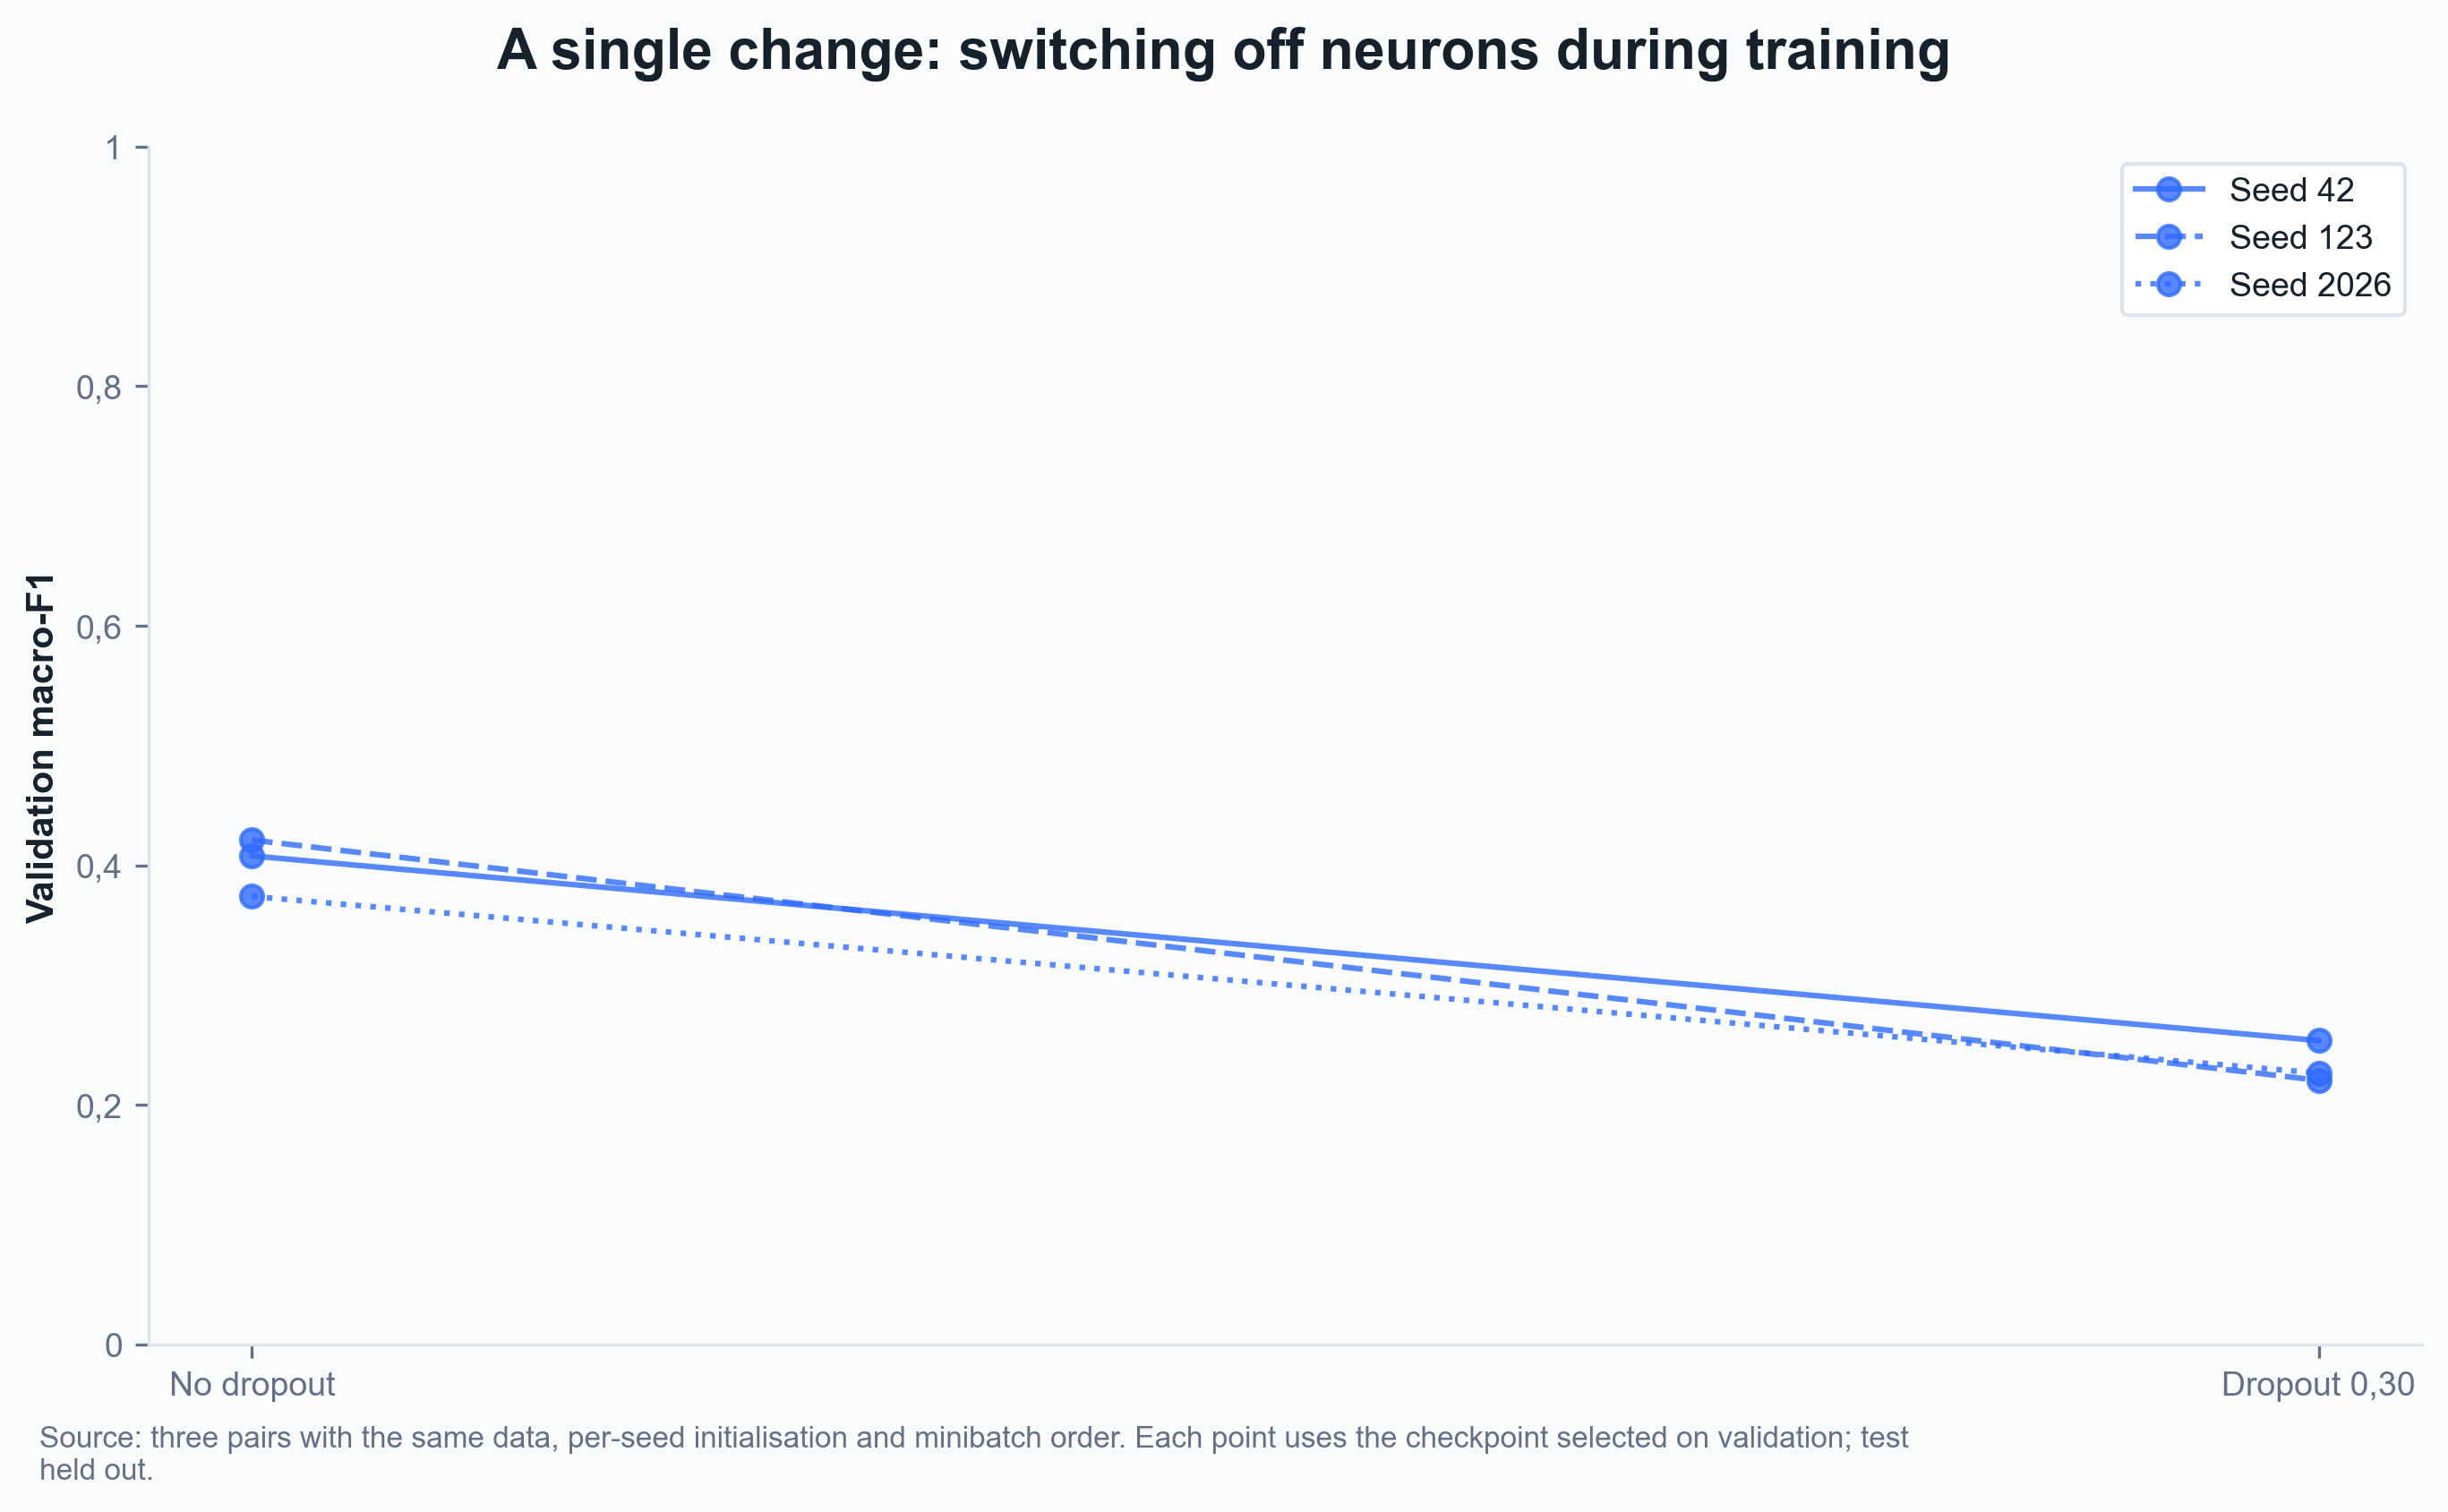 A single change: switching off neurons during training
Validation macro-F1
1
0,8
0,6
0,4
0,2
0
Seed 42
Seed 123
Seed 2026
No dropout
Dropout 0,30
Source: three pairs with the same data, per-seed initialisation and minibatch order. Each point uses the checkpoint selected on validation; test
held out.